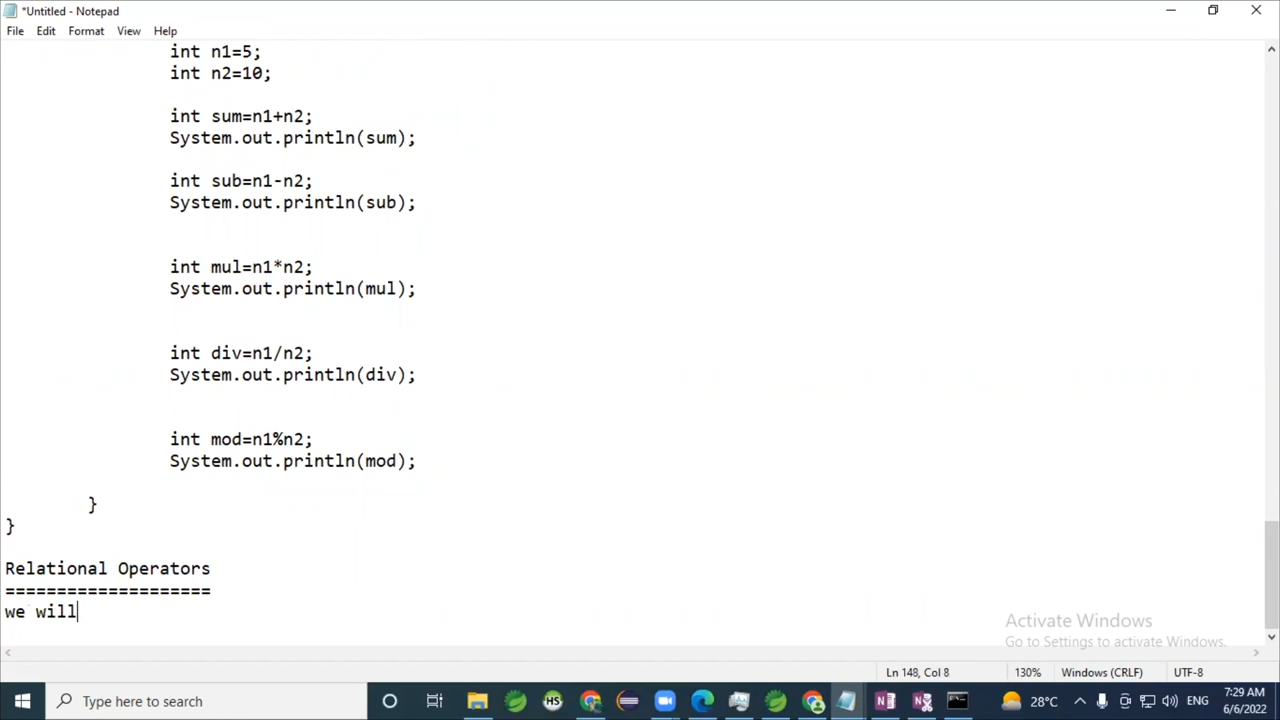 *Untitled - Notepad
File Edit Format View Help
int n1=5;
int n2=10;
int sum=n1+n2;
System.out.println(sum);
int sub=n1-n2;
System.out.println(sub);
int mul=n1*n2;
System.out.println(mul);
int div=n1/n2;
System.out.println(div);
int mod=n1%n2;
System.out.println(mod);
}
}
Relational Operators
====================
we will
Activate Windows
Go to Settings to activate Windows.
Ln 148, Col 8 130% Windows (CRLF) UTF-8
Type here to search HS 28°C ENG 7:29 AM
6/6/2022